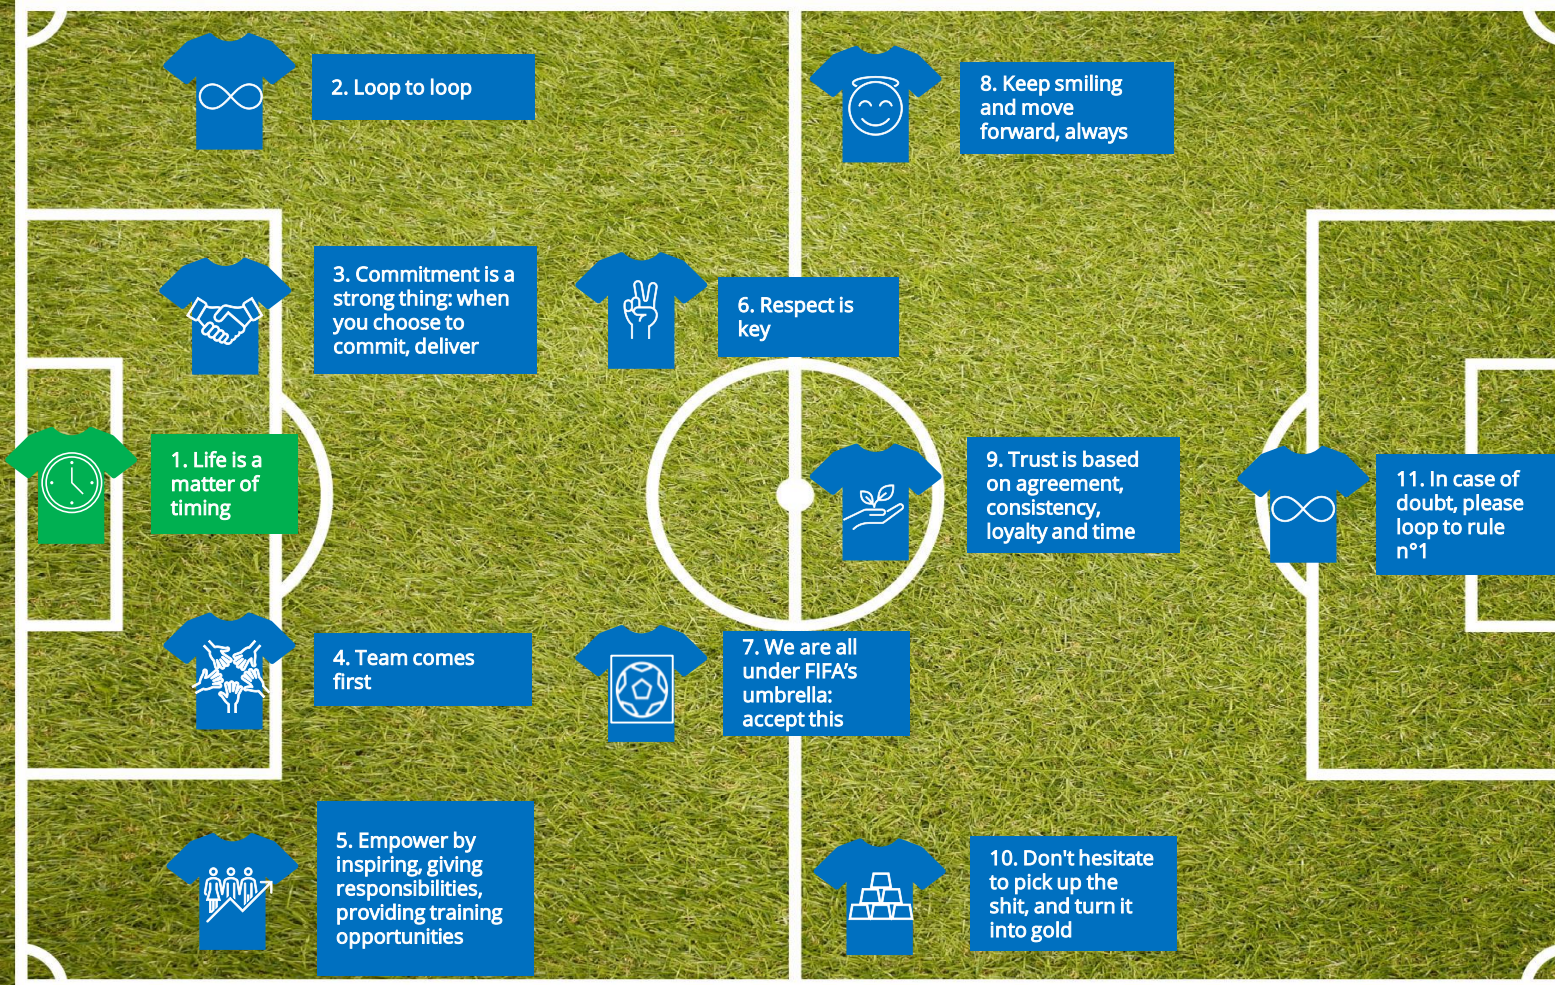 1. Life is a
matter of
timing
2. Loop to loop
3. Commitment is a
strong thing: when
you choose to
commit, deliver
4. Team comes
first
5. Empower by
inspiring, giving
responsibilities,
providing training
opportunities
6. Respect is
key
7. We are all
under FIFA’s
umbrella:
accept this
8. Keep smiling
and move
forward, always
9. Trust is based
on agreement,
consistency,
loyalty and time
10. Don't hesitate
to pick up the
shit, and turn it
into gold
11. In case of
doubt, please
loop to rule
n°1